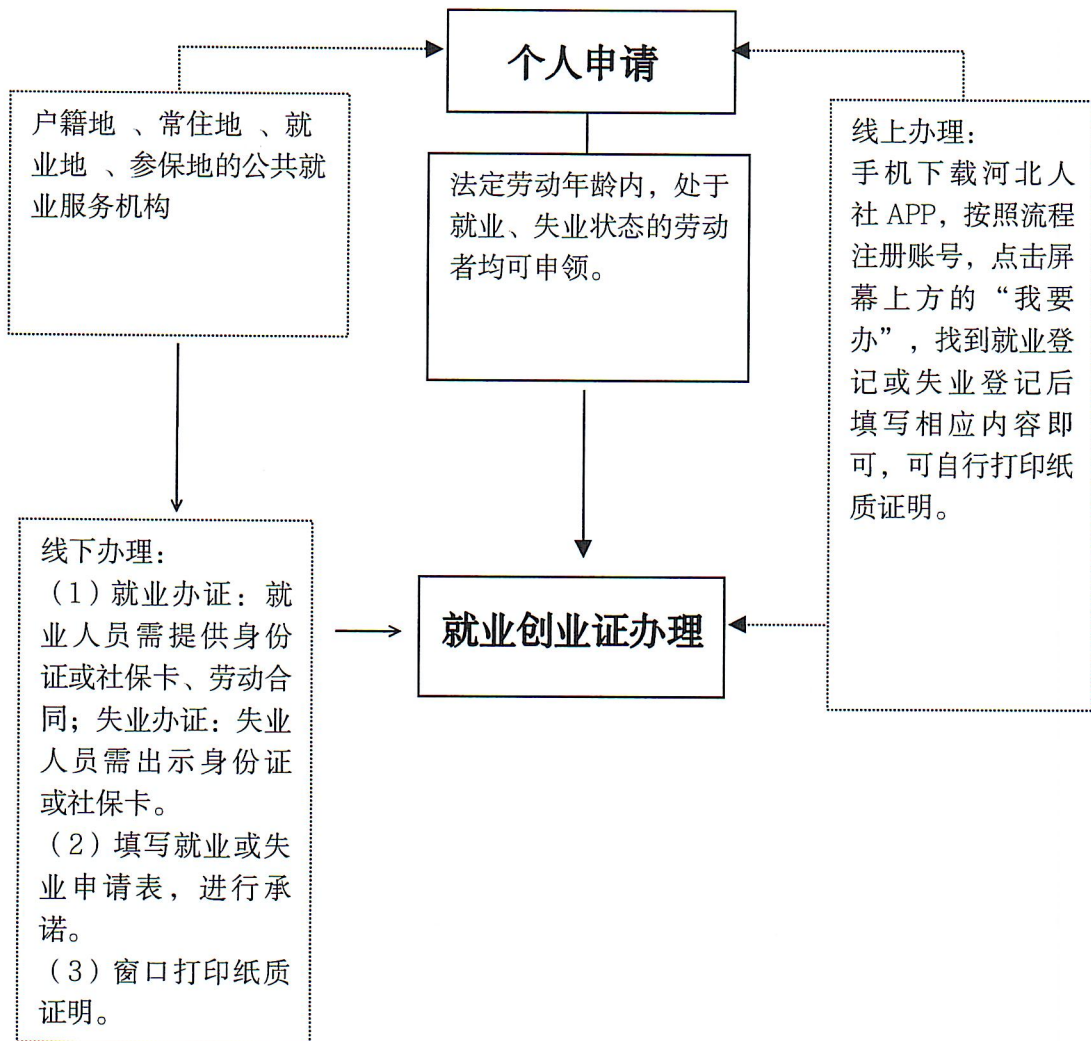 个人申请
户籍地 、常住地 、就
业地 、参保地的公共就
业服务机构
法定劳动年龄内，处于
就业、失业状态的劳动
者均可申领。
线上办理：
手机下载河北人
社 APP，按照流程
注册账号，点击屏
幕上方的“我要
办”，找到就业登
记或失业登记后
填写相应内容即
可，可自行打印纸
质证明。
线下办理：
（1）就业办证：就
业人员需提供身份
证或社保卡、劳动合
同；失业办证：失业
人员需出示身份证
或社保卡。
（2）填写就业或失
业申请表，进行承
诺。
（3）窗口打印纸质
证明。
就业创业证办理